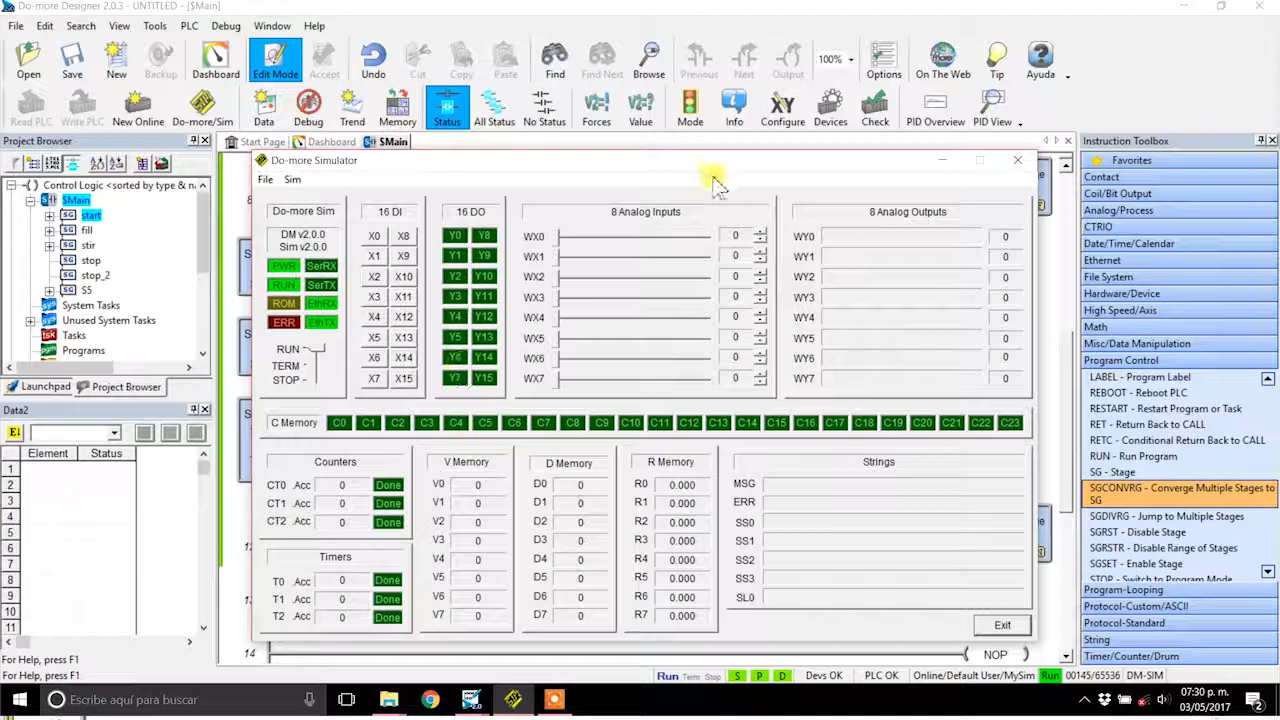 Do-more Designer 2.0.3 - UNTITLED - [$Main]
File Edit Search View Tools PLC Debug Window Help
Open Save New Backup Dashboard Edit Mode Accept Undo Cut Copy Paste Find Find Next Browse Previous Next Output 100% Options On The Web Tip Ayuda
Read PLC Write PLC New Online Do-more/Sim Data Debug Trend Memory Status All Status No Status Forces Value Mode Info XY Configure Devices Check PID Overview PID View
Project Browser
Start Page Dashboard $Main
Control Logic <sorted by type & n
$Main
SG start
SG fill
SG stir
SG stop
SG stop_2
SG S5
System Tasks
Unused System Tasks
Tasks
Programs
Launchpad Project Browser
Data2
Element Status
1
2
3
4
5
6
7
8
9
10
11
For Help, press F1
For Help, press F1
Do-more Simulator
File Sim
Do-more Sim
DM v2.0.0
Sim v2.0.0
PWR SerRX
RUN SerTX
ROM EthRX
ERR EthTX
RUN
TERM
STOP
16 DI
X0 X8
X1 X9
X2 X10
X3 X11
X4 X12
X5 X13
X6 X14
X7 X15
16 DO
Y0 Y8
Y1 Y9
Y2 Y10
Y3 Y11
Y4 Y12
Y5 Y13
Y6 Y14
Y7 Y15
8 Analog Inputs
WX0 0
WX1 0
WX2 0
WX3 0
WX4 0
WX5 0
WX6 0
WX7 0
8 Analog Outputs
WY0 0
WY1 0
WY2 0
WY3 0
WY4 0
WY5 0
WY6 0
WY7 0
C Memory C0 C1 C2 C3 C4 C5 C6 C7 C8 C9 C10 C11 C12 C13 C14 C15 C16 C17 C18 C19 C20 C21 C22 C23
Counters
CT0 .Acc 0 Done
CT1 .Acc 0 Done
CT2 .Acc 0 Done
Timers
T0 .Acc 0 Done
T1 .Acc 0 Done
T2 .Acc 0 Done
V Memory
V0 0
V1 0
V2 0
V3 0
V4 0
V5 0
V6 0
V7 0
D Memory
D0 0
D1 0
D2 0
D3 0
D4 0
D5 0
D6 0
D7 0
R Memory
R0 0.000
R1 0.000
R2 0.000
R3 0.000
R4 0.000
R5 0.000
R6 0.000
R7 0.000
Strings
MSG
ERR
SS0
SS1
SS2
SS3
SL0
Exit
14 NOP
Instruction Toolbox
Favorites
Contact
Coil/Bit Output
Analog/Process
CTRIO
Date/Time/Calendar
Ethernet
File System
Hardware/Device
High Speed/Axis
Math
Misc/Data Manipulation
Program Control
LABEL - Program Label
REBOOT - Reboot PLC
RESTART - Restart Program or Task
RET - Return Back to CALL
RETC - Conditional Return Back to CALL
RUN - Run Program
SG - Stage
SGCONVRG - Converge Multiple Stages to
SG
SGDIVRG - Jump to Multiple Stages
SGRST - Disable Stage
SGRSTR - Disable Range of Stages
SGSET - Enable Stage
STOP - Switch to Program Mode
Program-Looping
Protocol-Custom/ASCII
Protocol-Standard
String
Timer/Counter/Drum
Run Term Stop S P D Devs OK PLC OK Online/Default User/MySim Run 00145/65536 DM-SIM
Escribe aquí para buscar
07:30 p. m.
03/05/2017
2